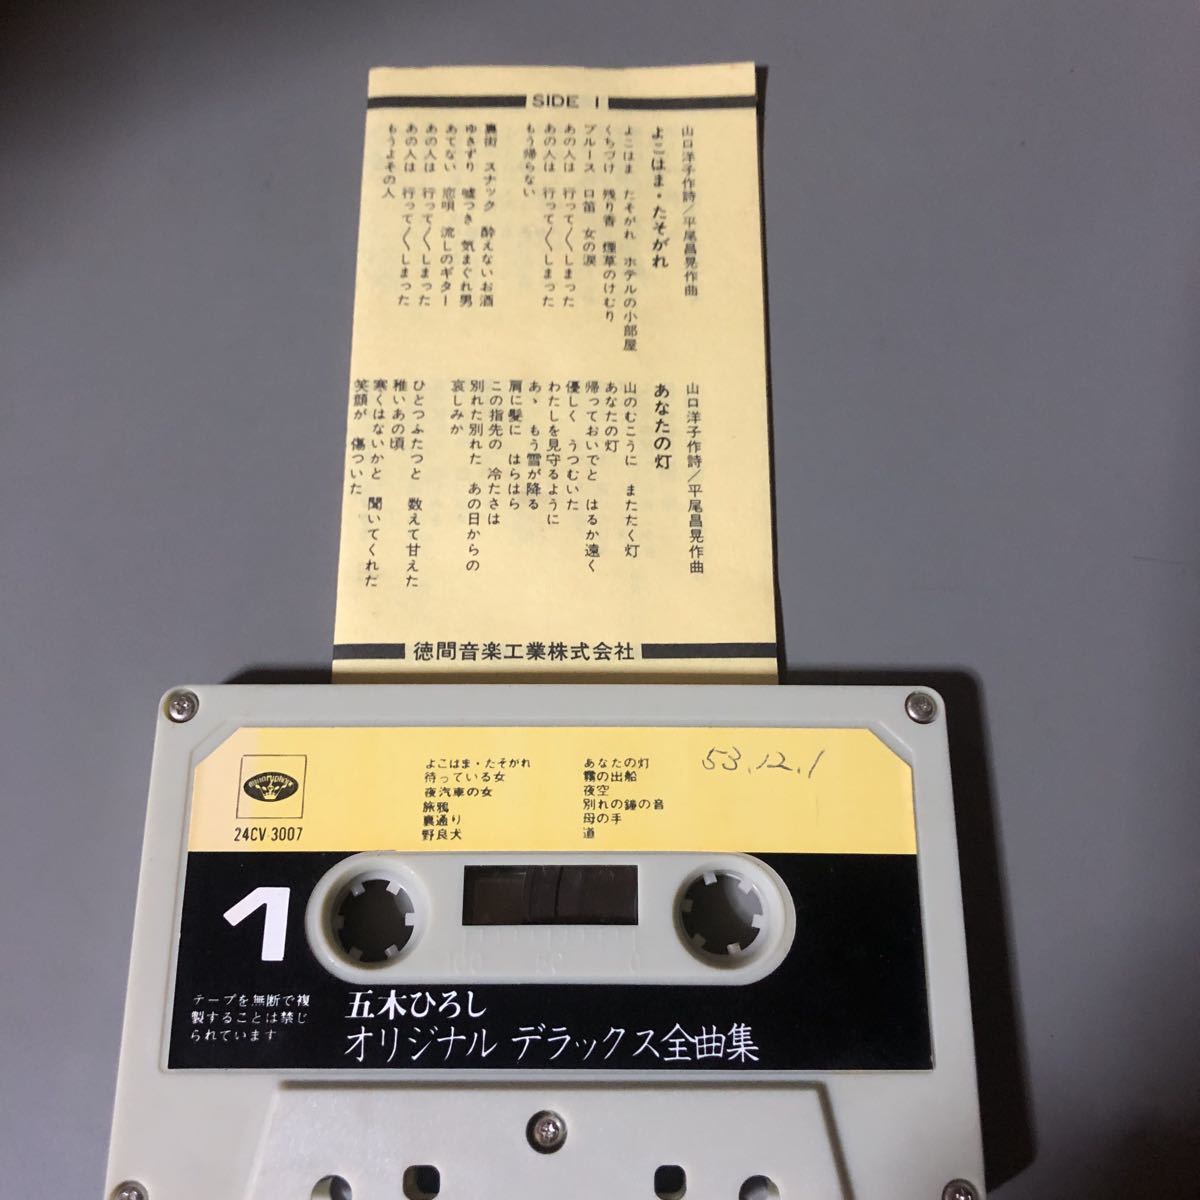 SIDE 1
山口洋子作詩/平尾昌晃作曲
よこはま・たそがれ
よこはま　たそがれ　ホテルの小部屋
くちづけ　残り香　煙草のけむり
ブルース　口笛　女の涙
あの人は　行って〱しまった
あの人は　行って〱しまった
もう帰らない
裏街　スナック　酔えないお酒
ゆきずり　嘘つき　気まぐれ男
あてない　恋唄　流しのギター
あの人は　行って〱しまった
あの人は　行って〱しまった
もうよその人
山口洋子作詩/平尾昌晃作曲
あなたの灯
山のむこうに　またたく灯
あなたの灯
帰っておいでと　はるか遠く
優しく　うつむいた
わたしを見守るように
あゝ　もう雪が降る
肩に髪に　はらはら
この指先の　冷たさは
別れた別れた　あの日からの
哀しみか
ひとつふたつと　数えて甘えた
稚いあの頃
寒くはないかと　聞いてくれた
笑顔が　傷ついた
徳間音楽工業株式会社
24CV-3007
よこはま・たそがれ
待っている女
夜汽車の女
旅鴉
裏通り
野良犬
あなたの灯
霧の出船
夜空
別れの鐘の音
母の手
道
53.12.1
1
テープを無断で複
製することは禁じ
られています
五木ひろし
オリジナル デラックス全曲集
100 50 0